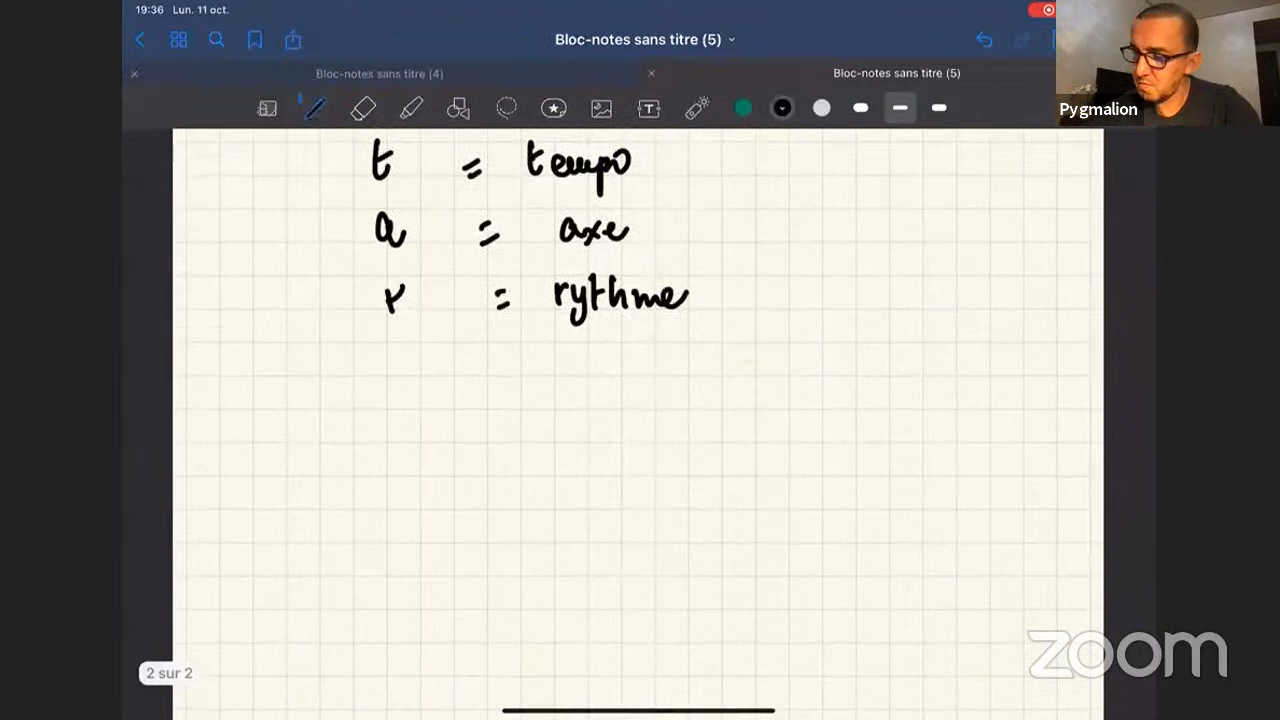 19:36 Lun. 11 oct.
Bloc-notes sans titre (5)
Bloc-notes sans titre (4)
Bloc-notes sans titre (5)
Pygmalion
t = tempo
a = axe
r = rythme
2 sur 2
zoom